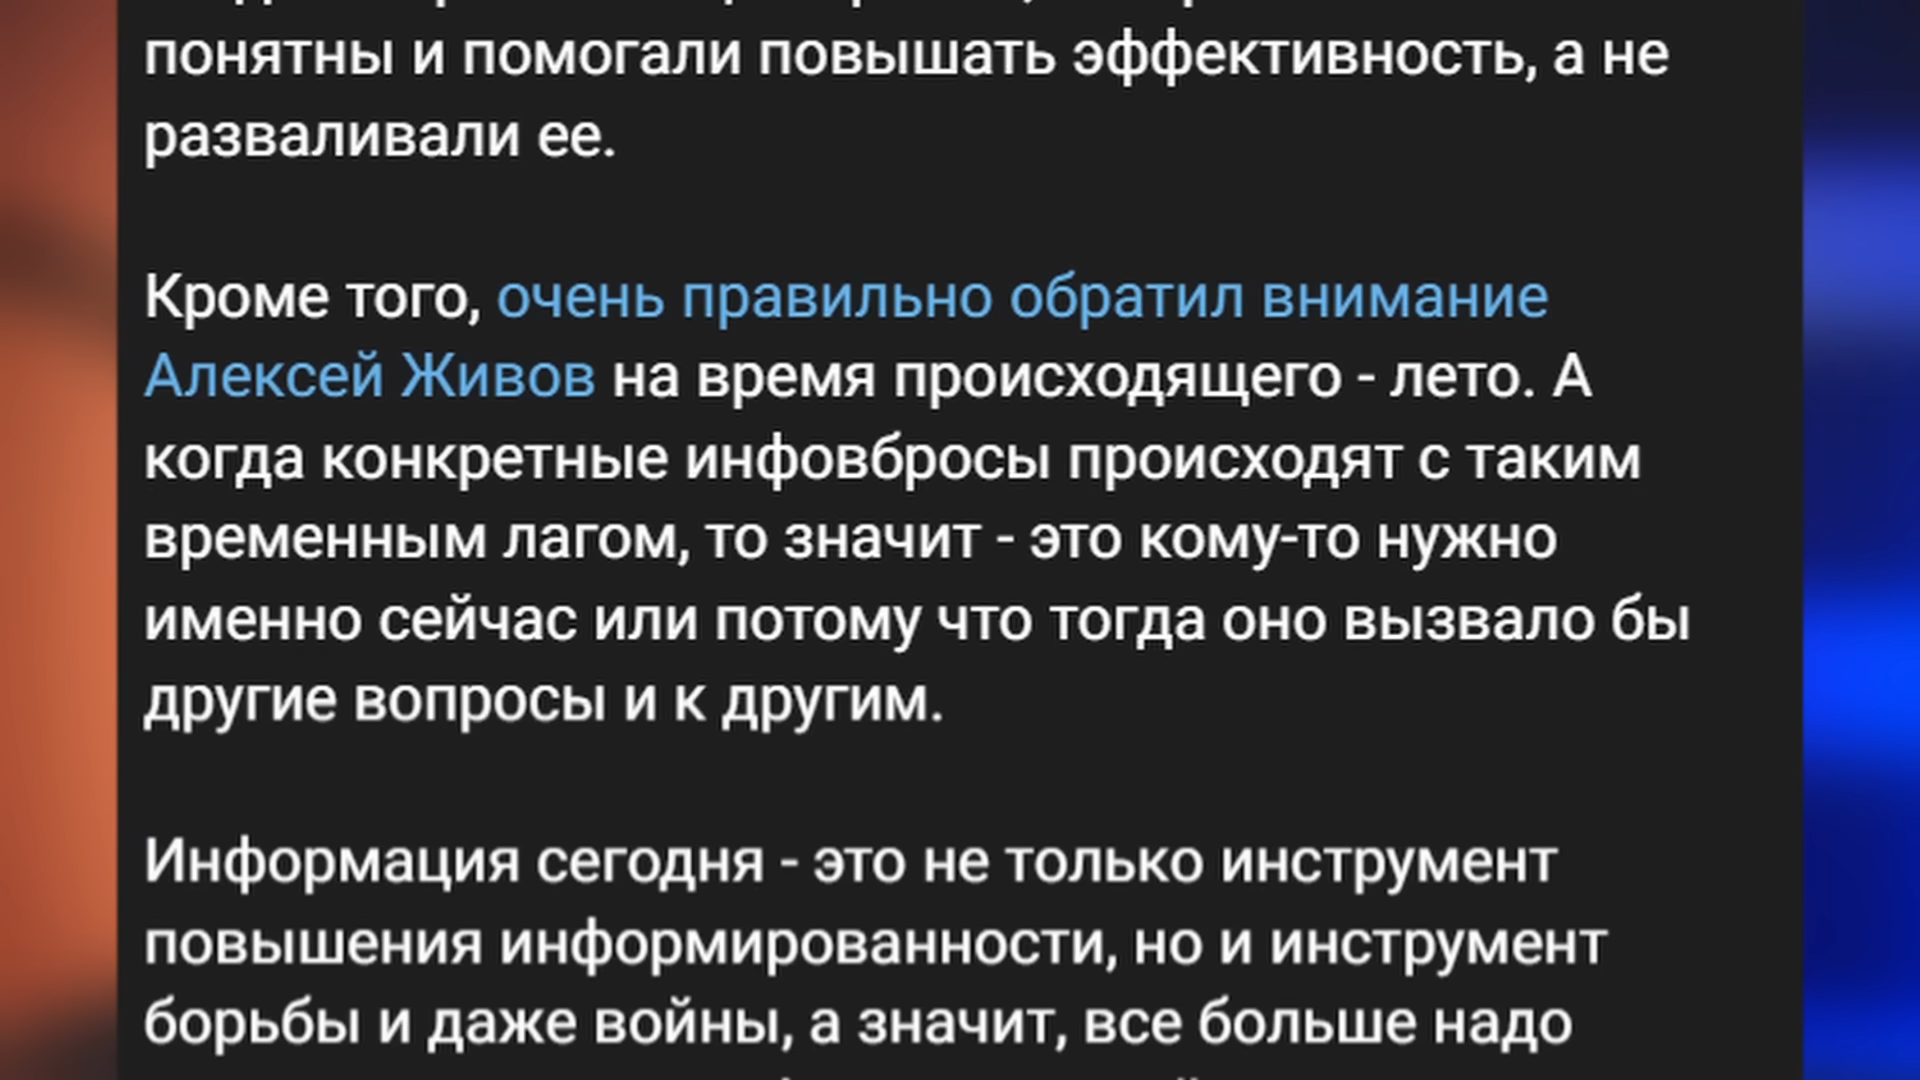 понятны и помогали повышать эффективность, а не
разваливали ее.
Кроме того, очень правильно обратил внимание
Алексей Живов на время происходящего - лето. А
когда конкретные инфовбросы происходят с таким
временным лагом, то значит - это кому-то нужно
именно сейчас или потому что тогда оно вызвало бы
другие вопросы и к другим.
Информация сегодня - это не только инструмент
повышения информированности, но и инструмент
борьбы и даже войны, а значит, все больше надо